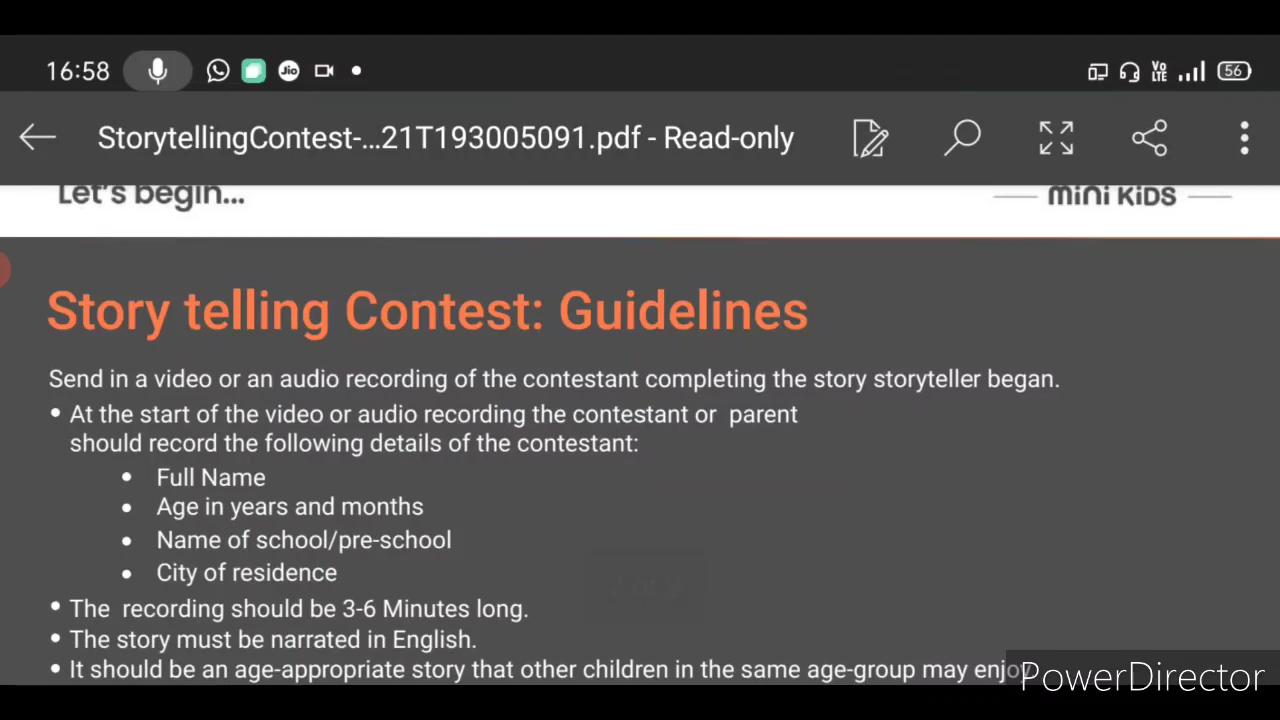 16:58
Jio
Vo
LTE
56
StorytellingContest-...21T193005091.pdf - Read-only
Let's begin...
MiNi KiDS
Story telling Contest: Guidelines
Send in a video or an audio recording of the contestant completing the story storyteller began.
• At the start of the video or audio recording the contestant or parent
should record the following details of the contestant:
• Full Name
• Age in years and months
• Name of school/pre-school
• City of residence
• The recording should be 3-6 Minutes long.
• The story must be narrated in English.
• It should be an age-appropriate story that other children in the same age-group may enjoy
PowerDirector